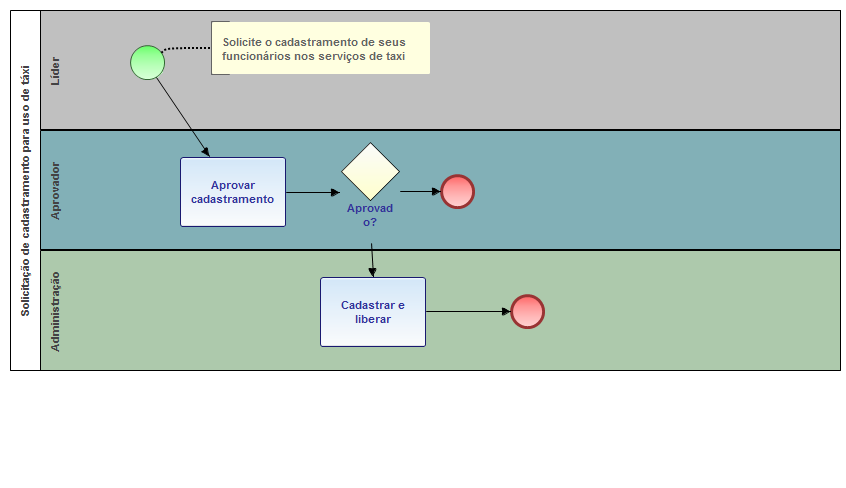 Solicitação de cadastramento para uso de táxi
Líder
Solicite o cadastramento de seus
funcionários nos serviços de taxi
Aprovador
Aprovar
cadastramento
Aprovad
o?
Administração
Cadastrar e
liberar